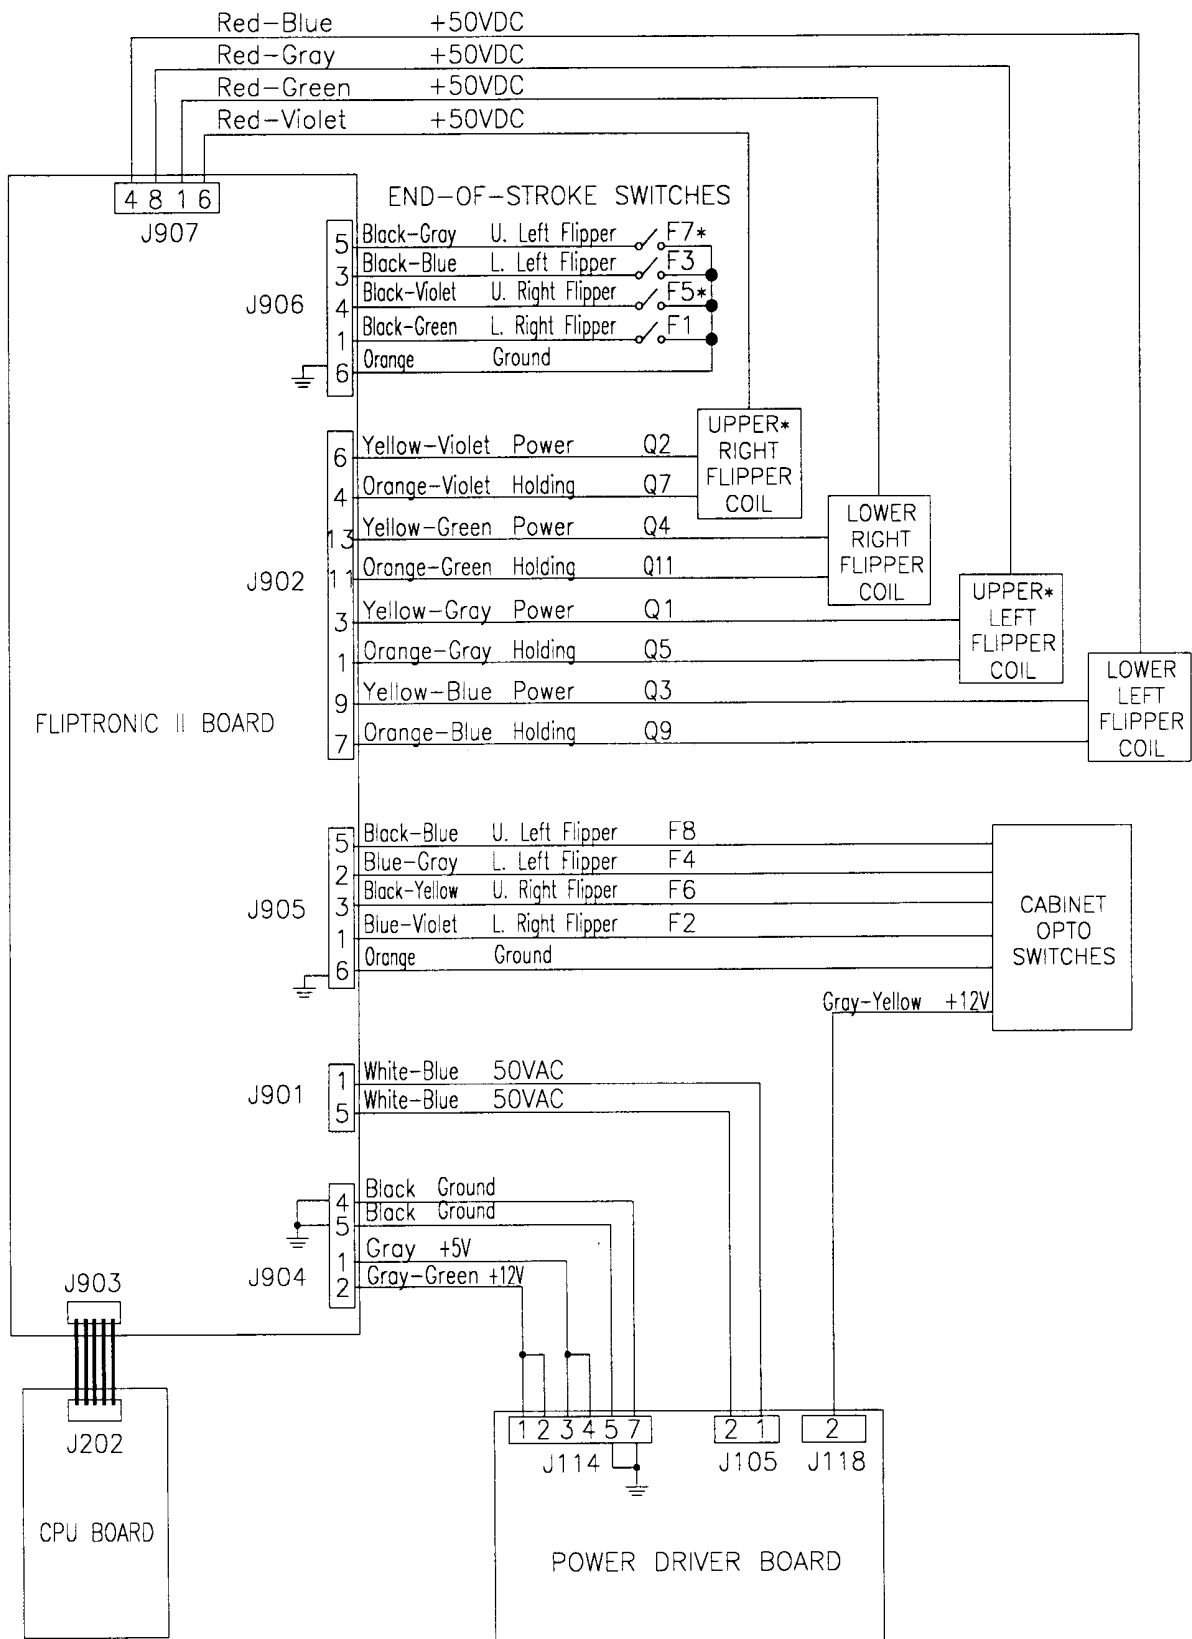 Red-Blue +50VDC
Red-Gray +50VDC
Red-Green +50VDC
Red-Violet +50VDC
4 8 1 6
J907
END-OF-STROKE SWITCHES
5 Black-Gray U. Left Flipper F7*
3 Black-Blue L. Left Flipper F3
4 Black-Violet U. Right Flipper F5*
1 Black-Green L. Right Flipper F1
6 Orange Ground
J906
UPPER*
RIGHT
FLIPPER
COIL
6 Yellow-Violet Power Q2
4 Orange-Violet Holding Q7
LOWER
RIGHT
FLIPPER
COIL
13 Yellow-Green Power Q4
11 Orange-Green Holding Q11
J902
UPPER*
LEFT
FLIPPER
COIL
3 Yellow-Gray Power Q1
1 Orange-Gray Holding Q5
LOWER
LEFT
FLIPPER
COIL
9 Yellow-Blue Power Q3
7 Orange-Blue Holding Q9
FLIPTRONIC II BOARD
5 Black-Blue U. Left Flipper F8
2 Blue-Gray L. Left Flipper F4
3 Black-Yellow U. Right Flipper F6
1 Blue-Violet L. Right Flipper F2
6 Orange Ground
J905
CABINET
OPTO
SWITCHES
Gray-Yellow +12V
1 White-Blue 50VAC
5 White-Blue 50VAC
J901
4 Black Ground
5 Black Ground
1 Gray +5V
2 Gray-Green +12V
J904
J903
J202
CPU BOARD
1 2 3 4 5 7
J114
2 1
J105
2
J118
POWER DRIVER BOARD